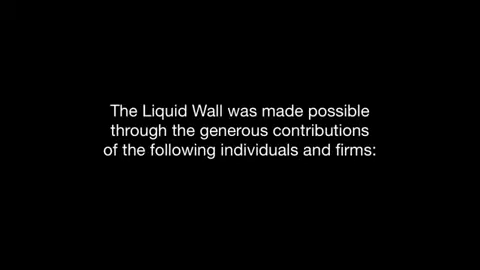 The Liquid Wall was made possible
through the generous contributions
of the following individuals and firms: